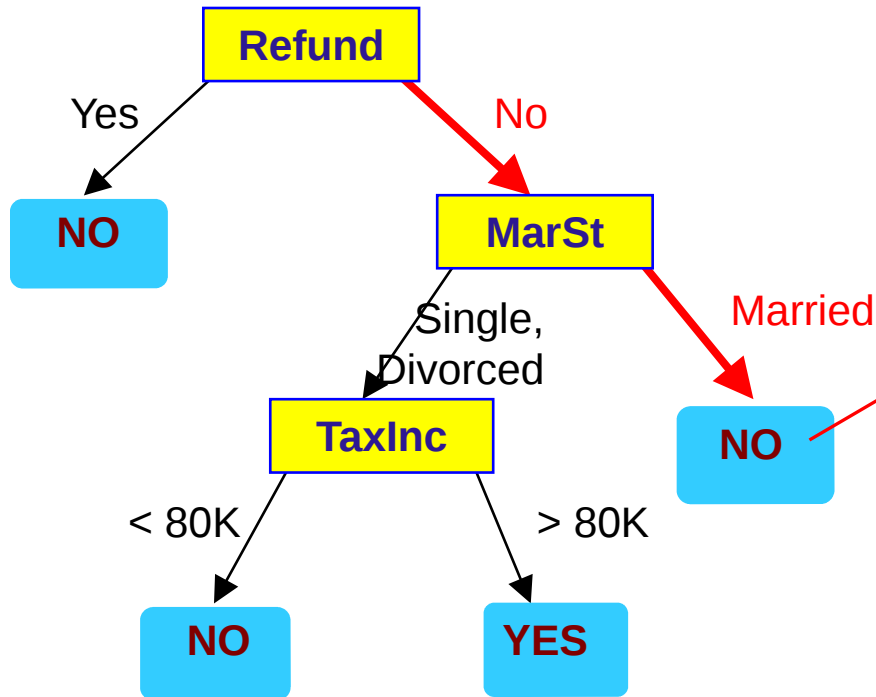 Refund
Yes
No
NO
MarSt
Single,
Divorced
Married
TaxInc
NO
< 80K
> 80K
NO
YES